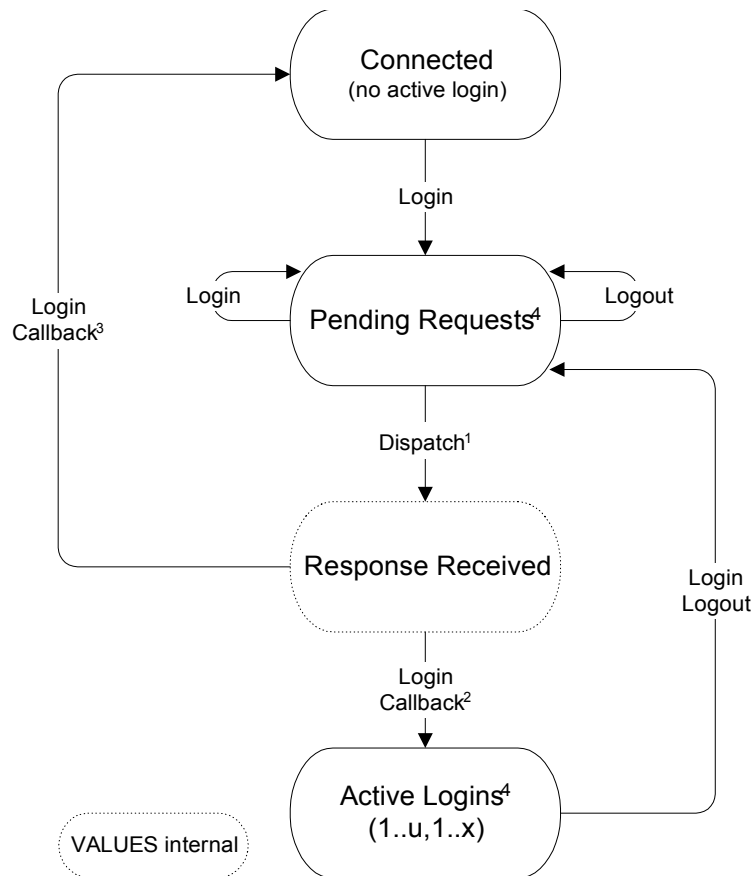 Connected
(no active login)
Login
Login
Pending Requests⁴
Logout
Login
Callback³
Dispatch¹
Response Received
Login
Logout
Login
Callback²
Active Logins⁴
(1..u,1..x)
VALUES internal